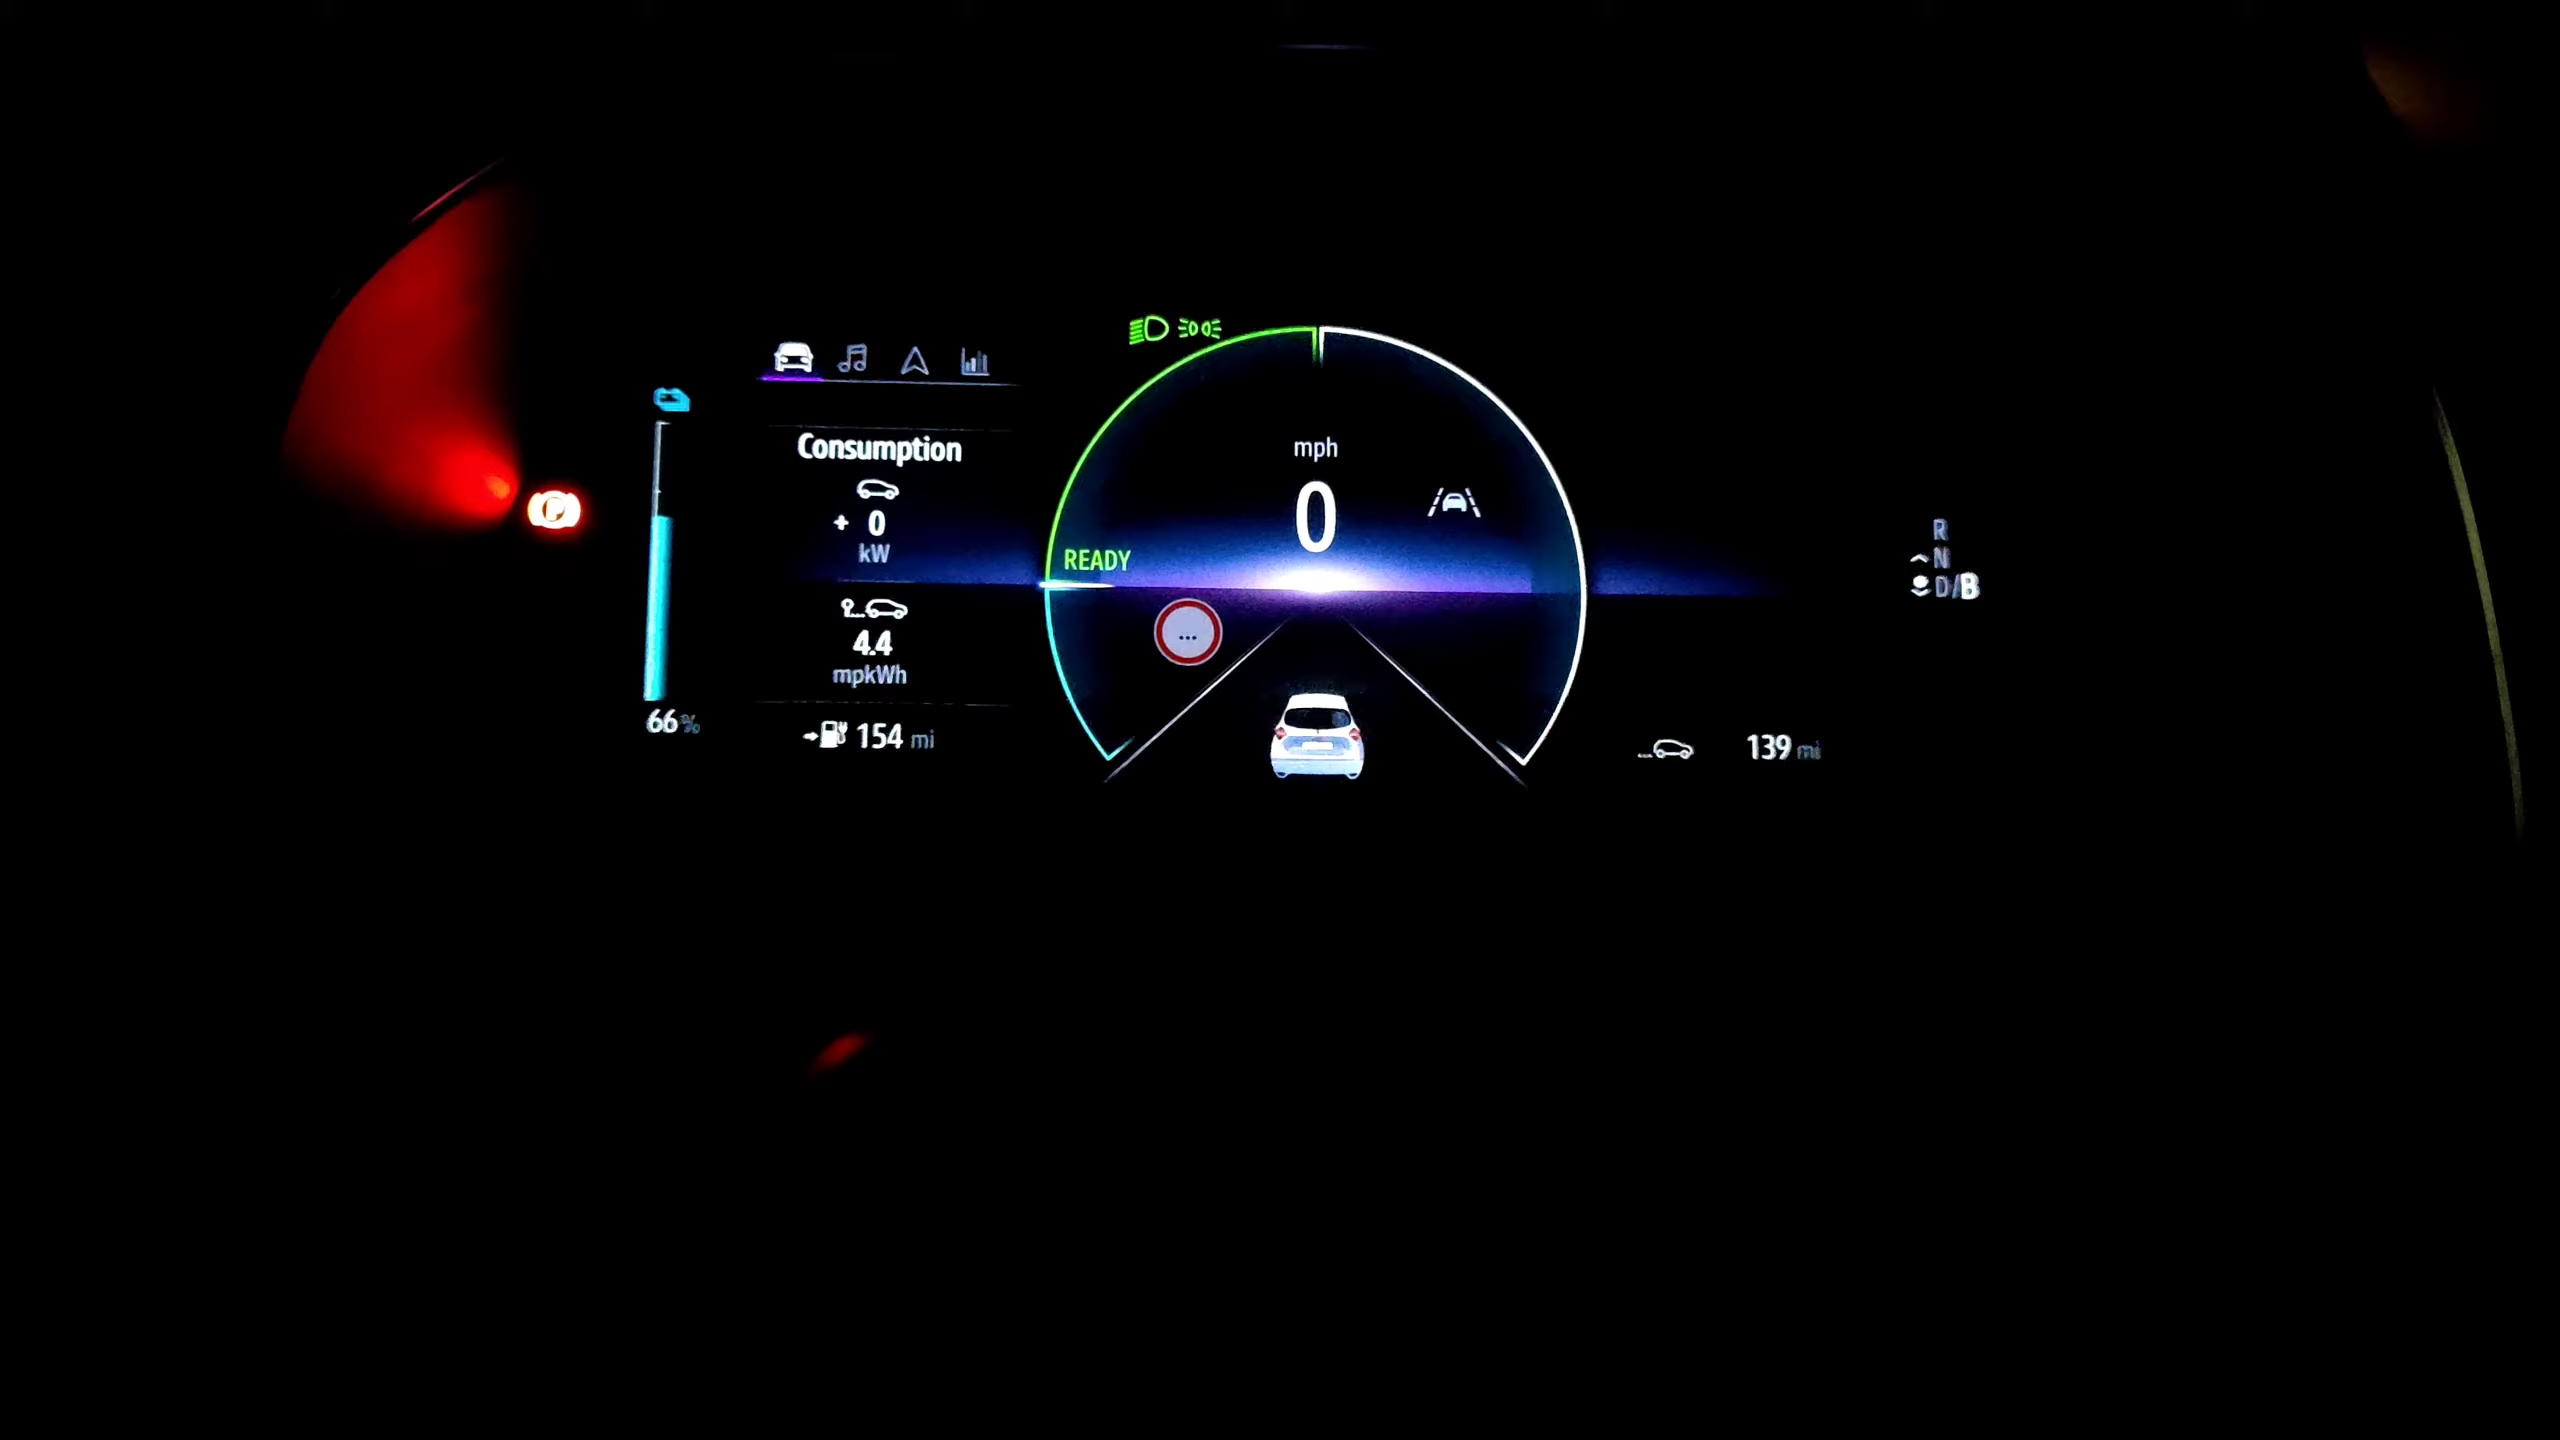 Consumption
+ 0
kW
4.4
mpkWh
66%
154 mi
mph
0
READY
...
R
N
D/B
139 mi
P